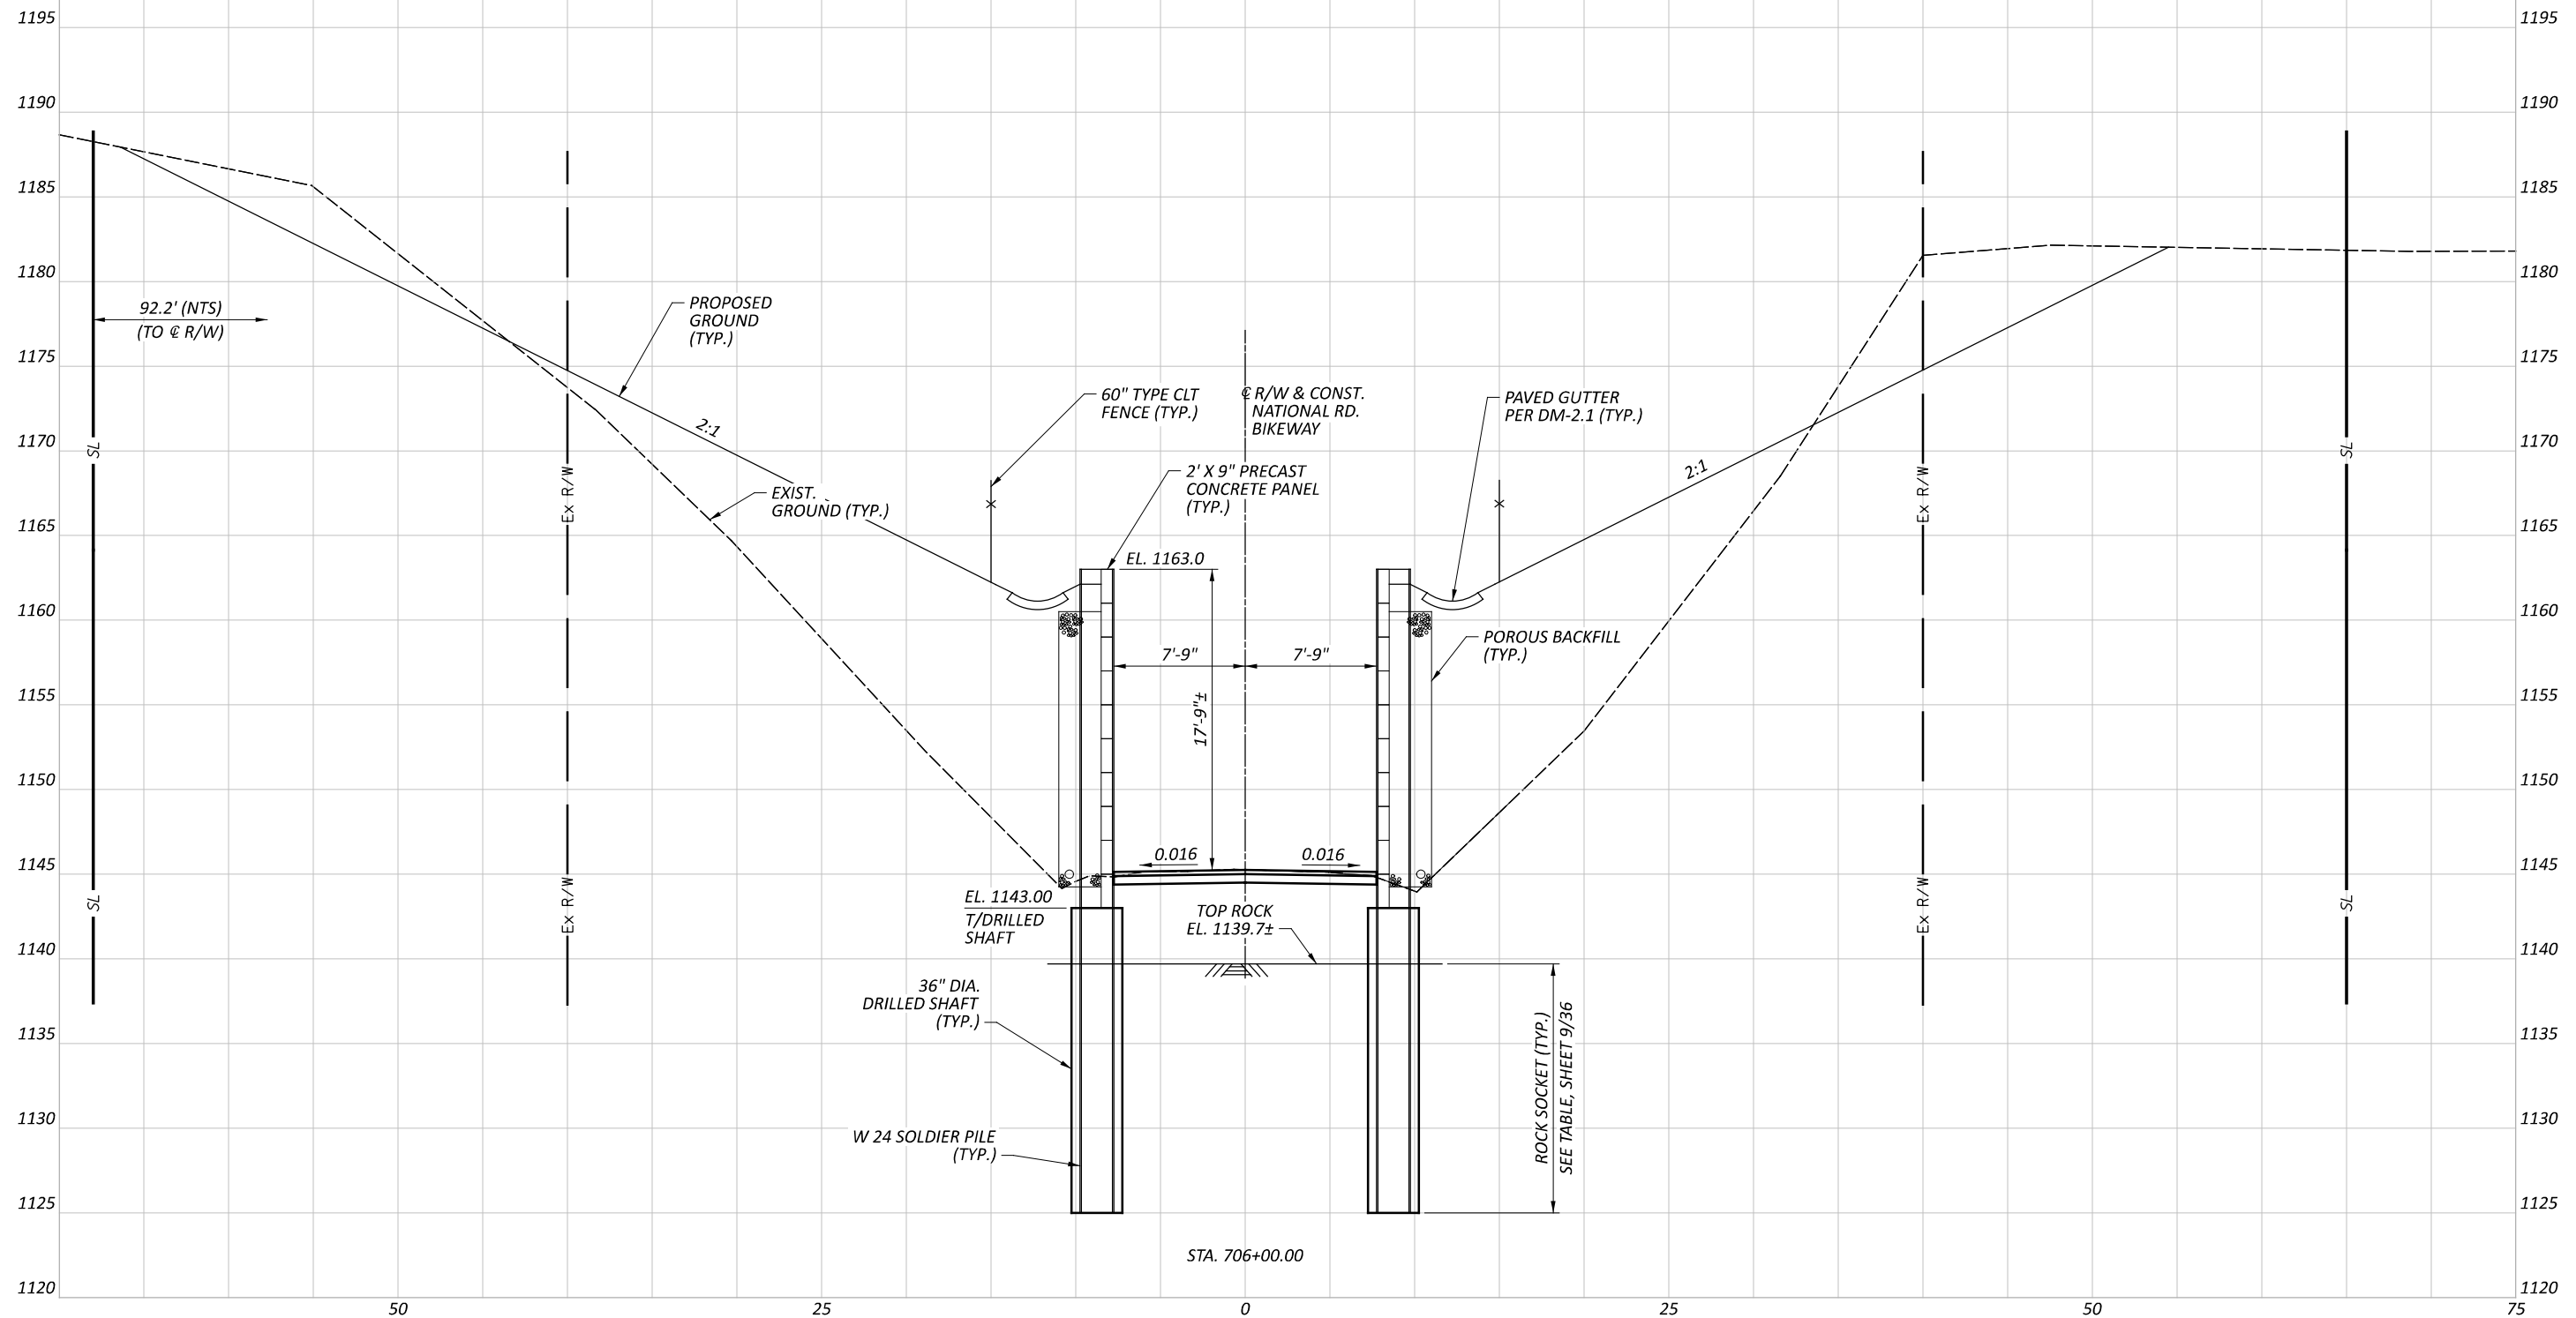 1195
1195
1190
1190
1185
1185
1180
1180
92.2' (NTS)
(TO ℄ R/W)
PROPOSED
GROUND
(TYP.)
1175
1175
60" TYPE CLT
FENCE (TYP.)
℄ R/W & CONST.
NATIONAL RD.
BIKEWAY
PAVED GUTTER
PER DM-2.1 (TYP.)
2:1
1170
1170
SL
SL
2:1
2' X 9" PRECAST
CONCRETE PANEL
(TYP.)
Ex R/W
Ex R/W
EXIST.
GROUND (TYP.)
1165
1165
EL. 1163.0
1160
1160
POROUS BACKFILL
(TYP.)
7'-9"
7'-9"
1155
1155
17'-9"±
1150
1150
0.016
0.016
1145
1145
SL
SL
Ex R/W
Ex R/W
EL. 1143.00
T/DRILLED
SHAFT
TOP ROCK
EL. 1139.7±
1140
1140
36" DIA.
DRILLED SHAFT
(TYP.)
1135
1135
ROCK SOCKET (TYP.)
SEE TABLE, SHEET 9/36
1130
1130
W 24 SOLDIER PILE
(TYP.)
1125
1125
STA. 706+00.00
1120
1120
50
25
0
25
50
75